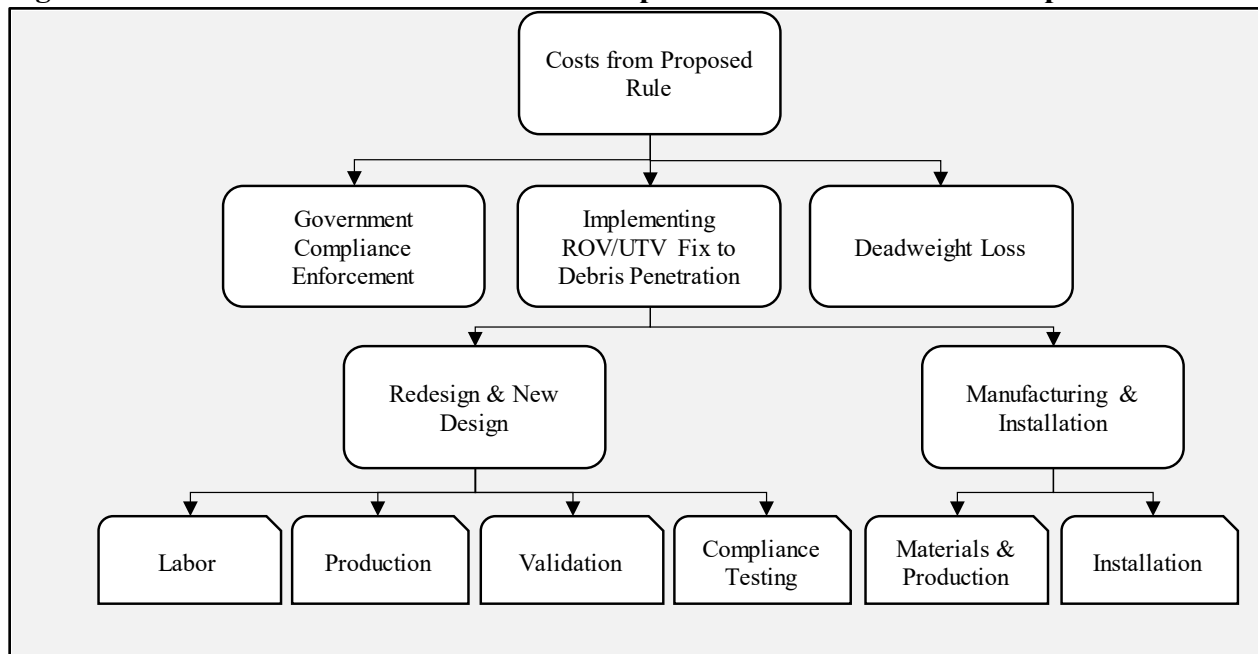 Costs from Proposed
Rule
Government
Compliance
Enforcement
Implementing
ROV/UTV Fix to
Debris Penetration
Deadweight Loss
Redesign & New
Design
Manufacturing &
Installation
Labor
Production
Validation
Compliance
Testing
Materials &
Production
Installation